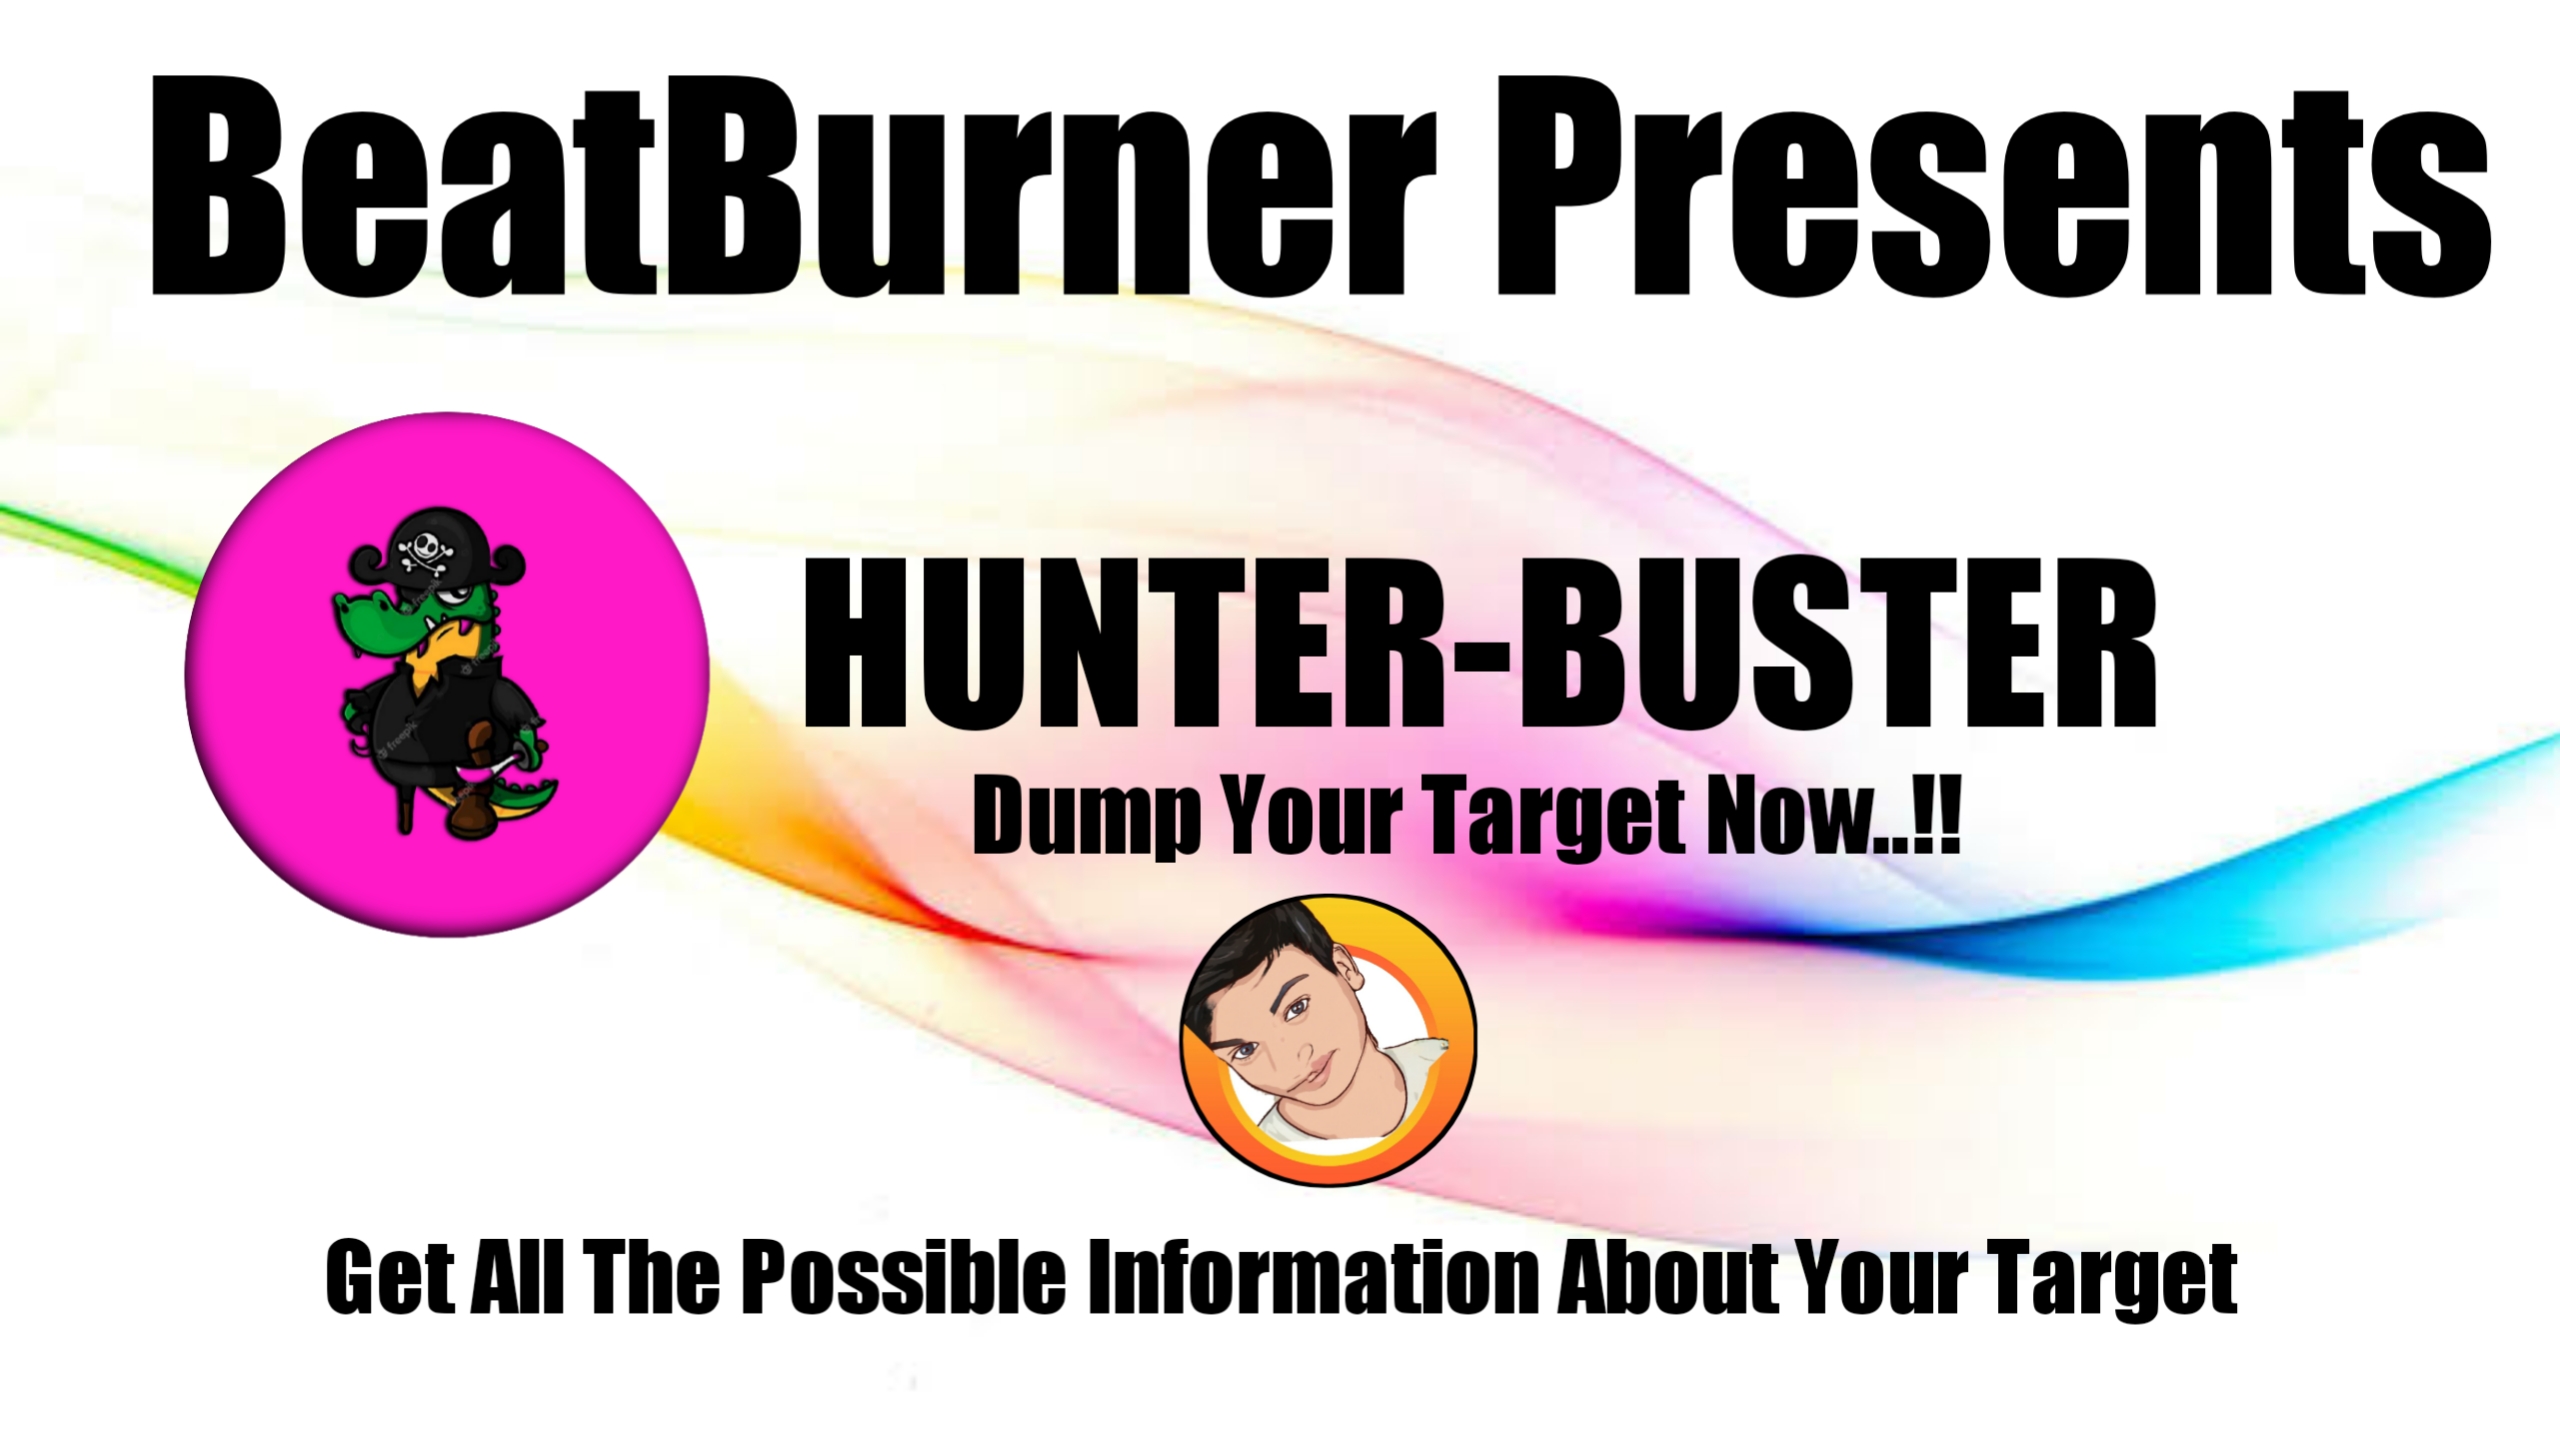 BeatBurner Presents
HUNTER-BUSTER
Dump Your Target Now..!!
Get All The Possible Information About Your Target